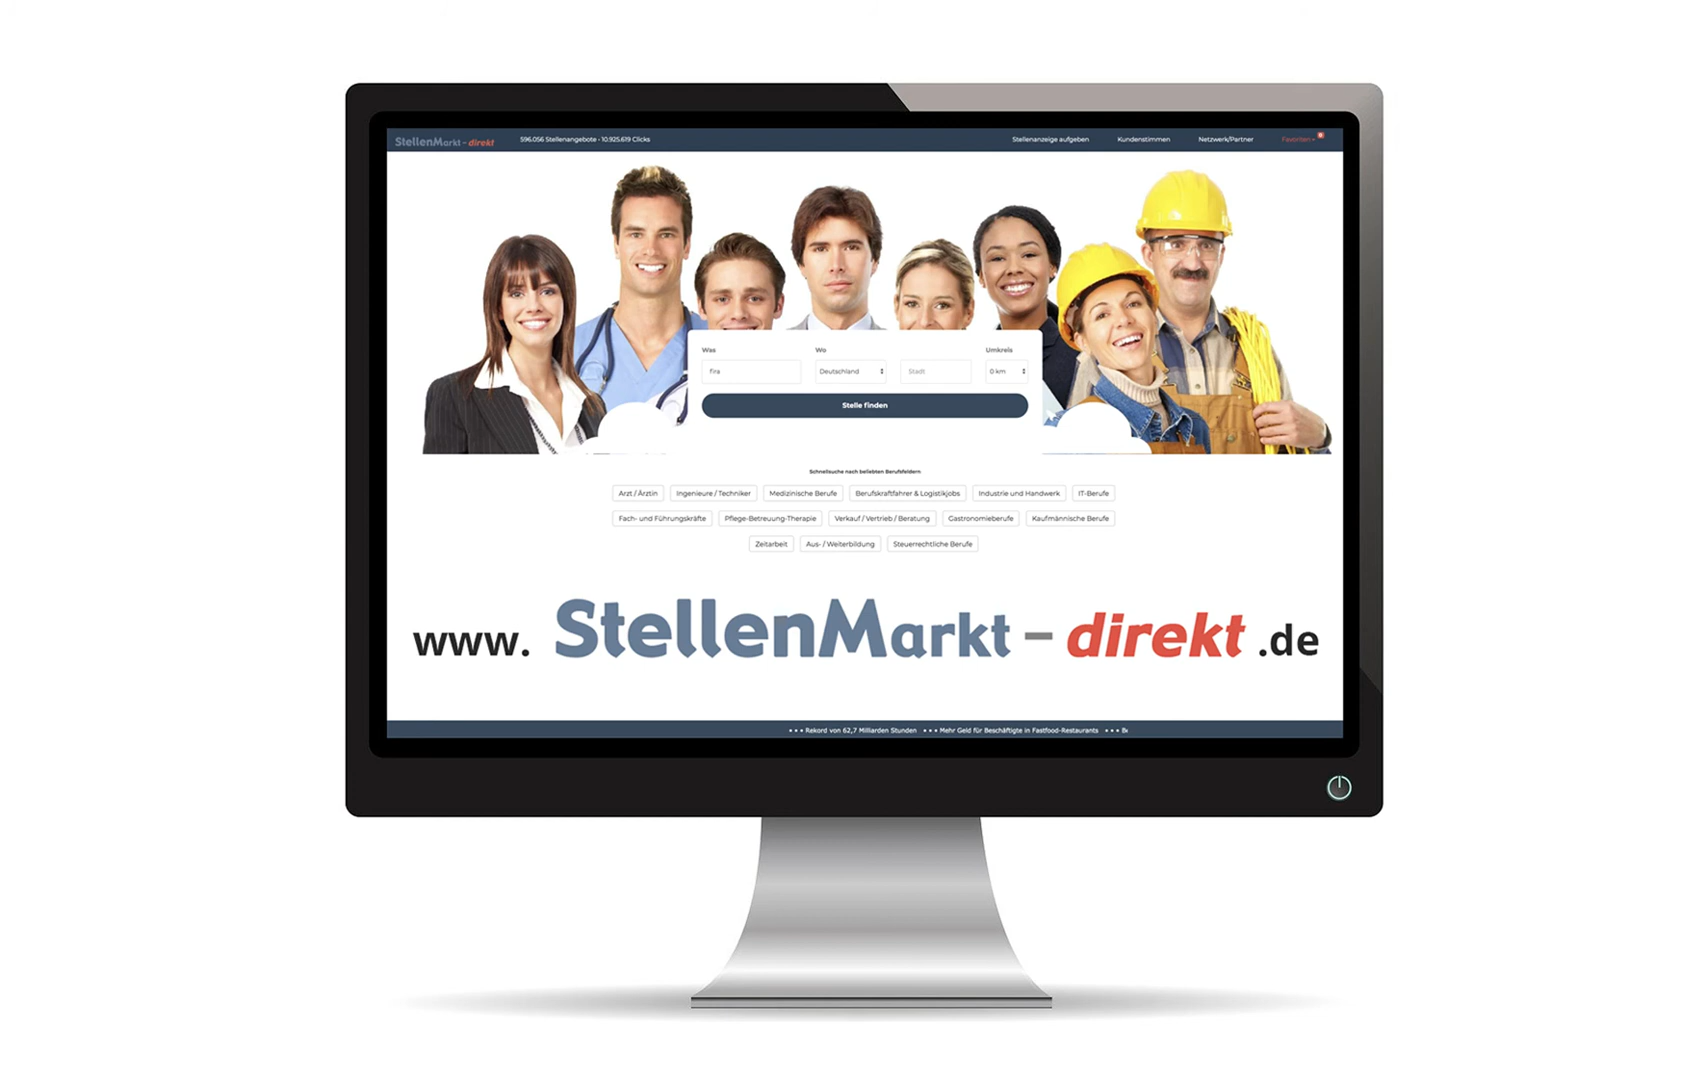 StellenMarkt - direkt 596.056 Stellenangebote • 10.925.619 Clicks Stellenanzeige aufgeben Kundenstimmen Netzwerk/Partner Favoriten
Was Wo Umkreis
fira Deutschland Stadt 0 km
Stelle finden
Schnellsuche nach beliebten Berufsfeldern
Arzt / Ärztin Ingenieure / Techniker Medizinische Berufe Berufskraftfahrer & Logistikjobs Industrie und Handwerk IT-Berufe
Fach- und Führungskräfte Pflege-Betreuung-Therapie Verkauf / Vertrieb / Beratung Gastronomieberufe Kaufmännische Berufe
Zeitarbeit Aus- / Weiterbildung Steuerrechtliche Berufe
www. StellenMarkt - direkt .de
• • • Rekord von 62,7 Milliarden Stunden • • • Mehr Geld für Beschäftigte in Fastfood-Restaurants • • •